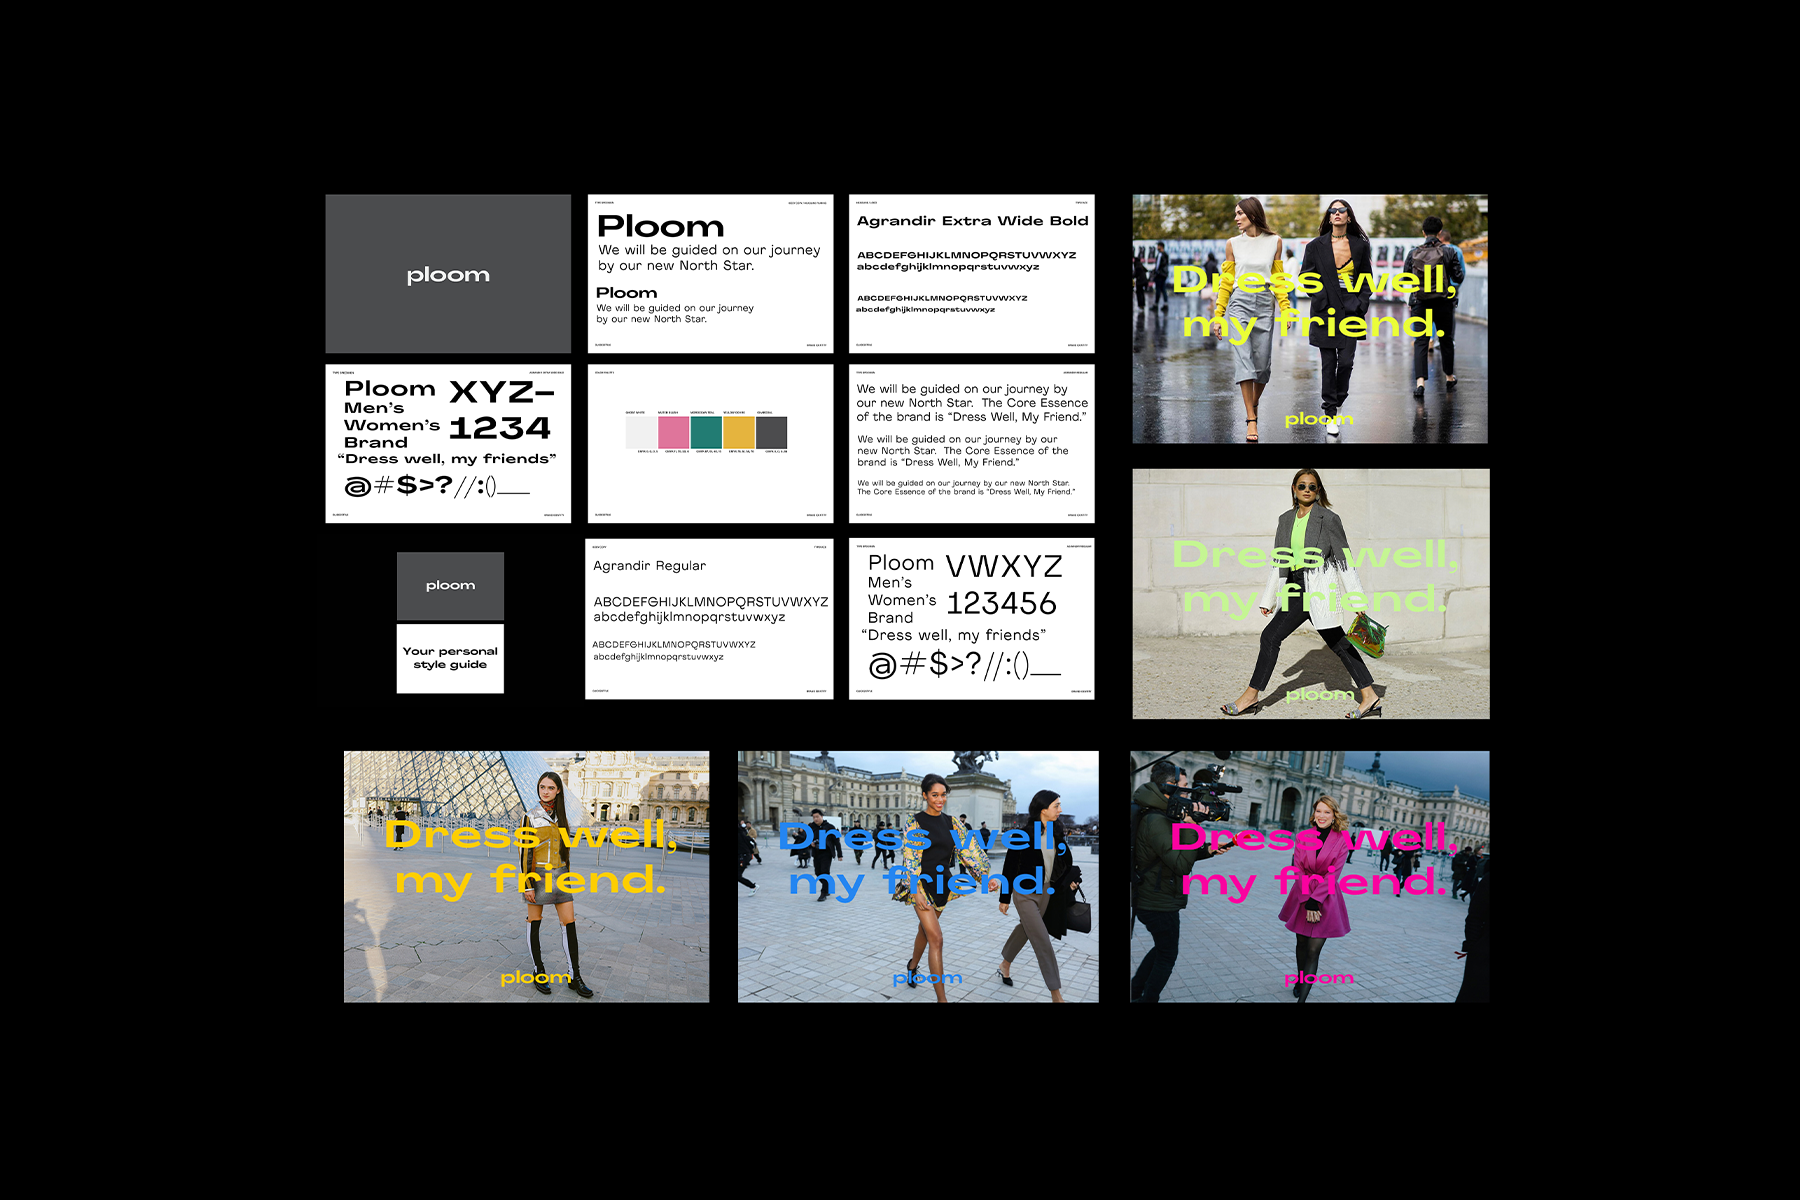 ploom
Ploom
We will be guided on our journey
by our new North Star.
Ploom
We will be guided on our journey
by our new North Star.
Agrandir Extra Wide Bold
ABCDEFGHIJKLMNOPQRSTUVWXYZ
abcdefghijklmnopqrstuvwxyz
ABCDEFGHIJKLMNOPQRSTUVWXYZ
abcdefghijklmnopqrstuvwxyz
Dress well,
my friend.
ploom
Ploom
Men's
Women's
Brand
XYZ–
1234
“Dress well, my friends”
@#$>?//:()__
We will be guided on our journey by
our new North Star. The Core Essence
of the brand is “Dress Well, My Friend.”
We will be guided on our journey by our
new North Star. The Core Essence of the
brand is “Dress Well, My Friend.”
We will be guided on our journey by our new North Star.
The Core Essence of the brand is “Dress Well, My Friend.”
Dress well,
my friend.
ploom
ploom
Your personal
style guide
Agrandir Regular
ABCDEFGHIJKLMNOPQRSTUVWXYZ
abcdefghijklmnopqrstuvwxyz
ABCDEFGHIJKLMNOPQRSTUVWXYZ
abcdefghijklmnopqrstuvwxyz
Ploom
Men's
Women's
Brand
VWXYZ
123456
“Dress well, my friends”
@#$>?//:()__
Dress well,
my friend.
ploom
Dress well,
my friend.
ploom
Dress well,
my friend.
ploom